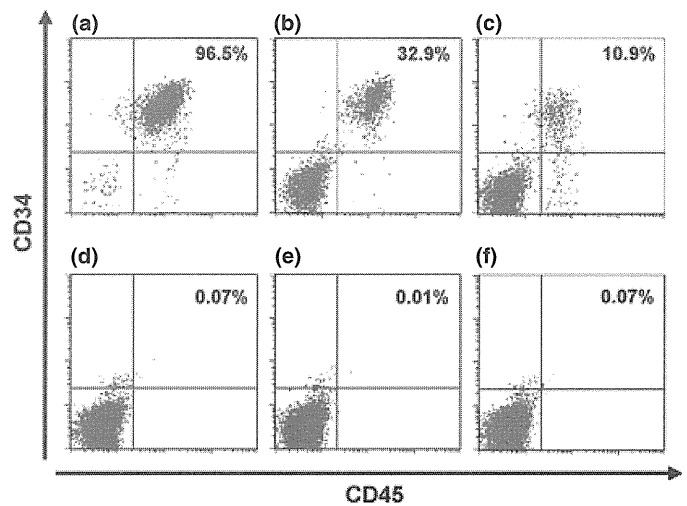 (a) (b) (c)
96.5% 32.9% 10.9%
CD34
(d) (e) (f)
0.07% 0.01% 0.07%
CD45